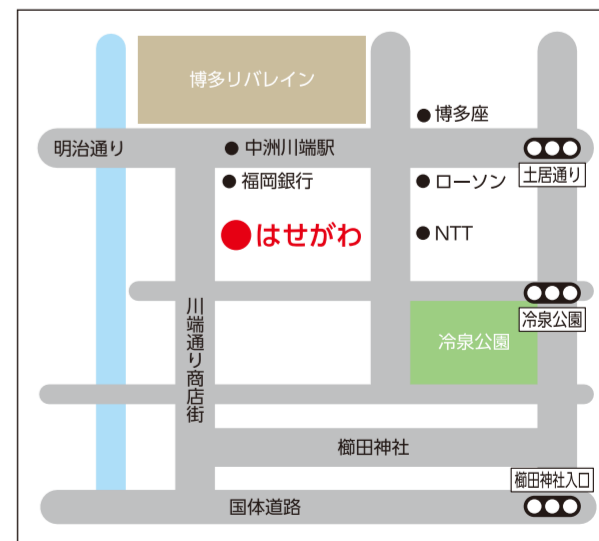 博多リバレイン
博多座
明治通り
中洲川端駅
福岡銀行
ローソン
土居通り
はせがわ
NTT
川端通り商店街
冷泉公園
冷泉公園
櫛田神社
櫛田神社入口
国体道路